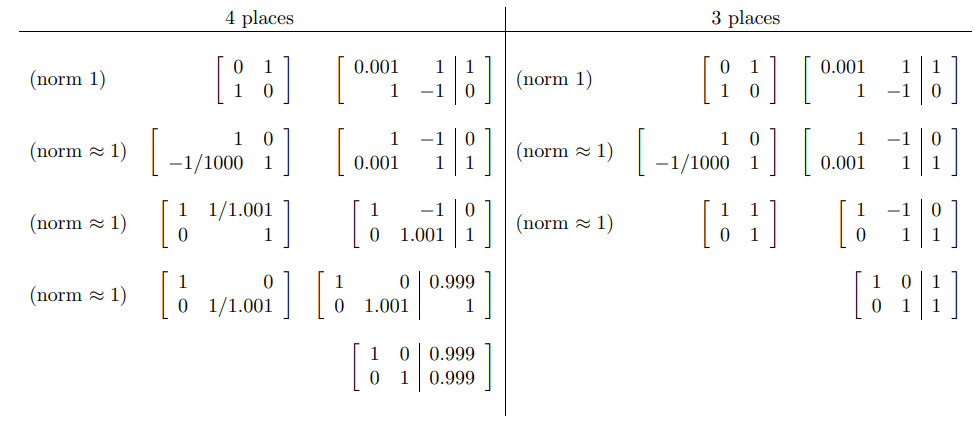 4 places 3 places
(norm 1) [ 0 1 ] [ 0.001 1 | 1 ] (norm 1) [ 0 1 ] [ 0.001 1 | 1 ]
[ 1 0 ] [ 1 −1 | 0 ] [ 1 0 ] [ 1 −1 | 0 ]
(norm ≈ 1) [ 1 0 ] [ 1 −1 | 0 ] (norm ≈ 1) [ 1 0 ] [ 1 −1 | 0 ]
[ −1/1000 1 ] [ 0.001 1 | 1 ] [ −1/1000 1 ] [ 0.001 1 | 1 ]
(norm ≈ 1) [ 1 1/1.001 ] [ 1 −1 | 0 ] (norm ≈ 1) [ 1 1 ] [ 1 −1 | 0 ]
[ 0 1 ] [ 0 1.001 | 1 ] [ 0 1 ] [ 0 1 | 1 ]
(norm ≈ 1) [ 1 0 ] [ 1 0 | 0.999 ] [ 1 0 | 1 ]
[ 0 1/1.001 ] [ 0 1.001 | 1 ] [ 0 1 | 1 ]
[ 1 0 | 0.999 ]
[ 0 1 | 0.999 ]